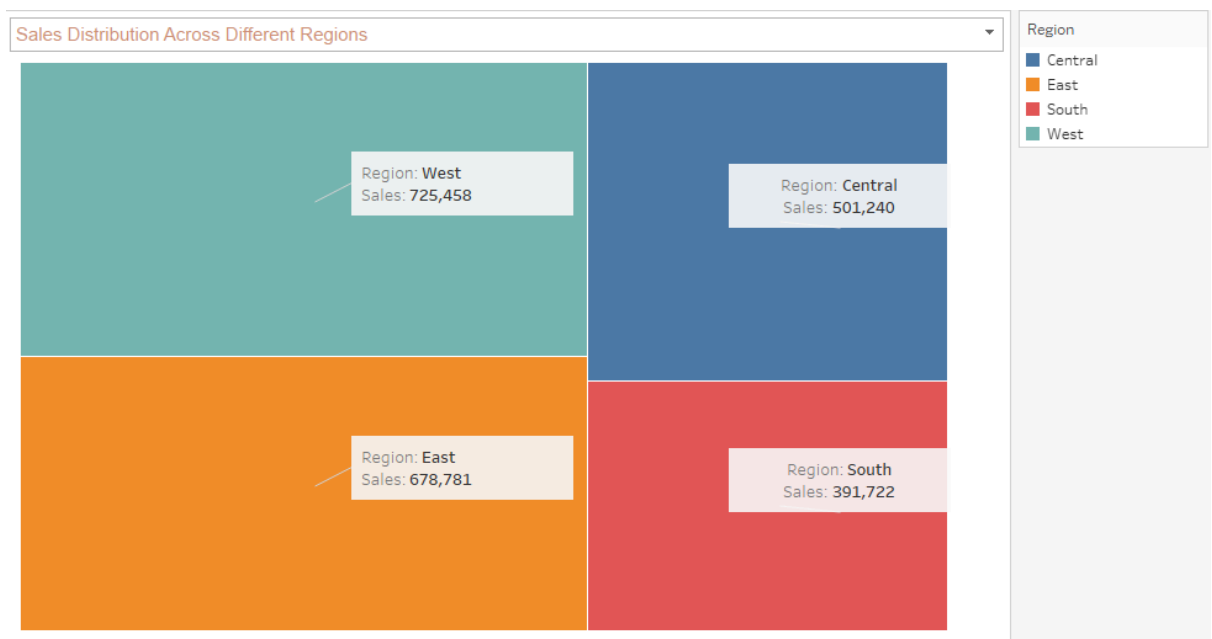 Sales Distribution Across Different Regions
Region: West
Sales: 725,458
Region: Central
Sales: 501,240
Region: East
Sales: 678,781
Region: South
Sales: 391,722
Region
Central
East
South
West